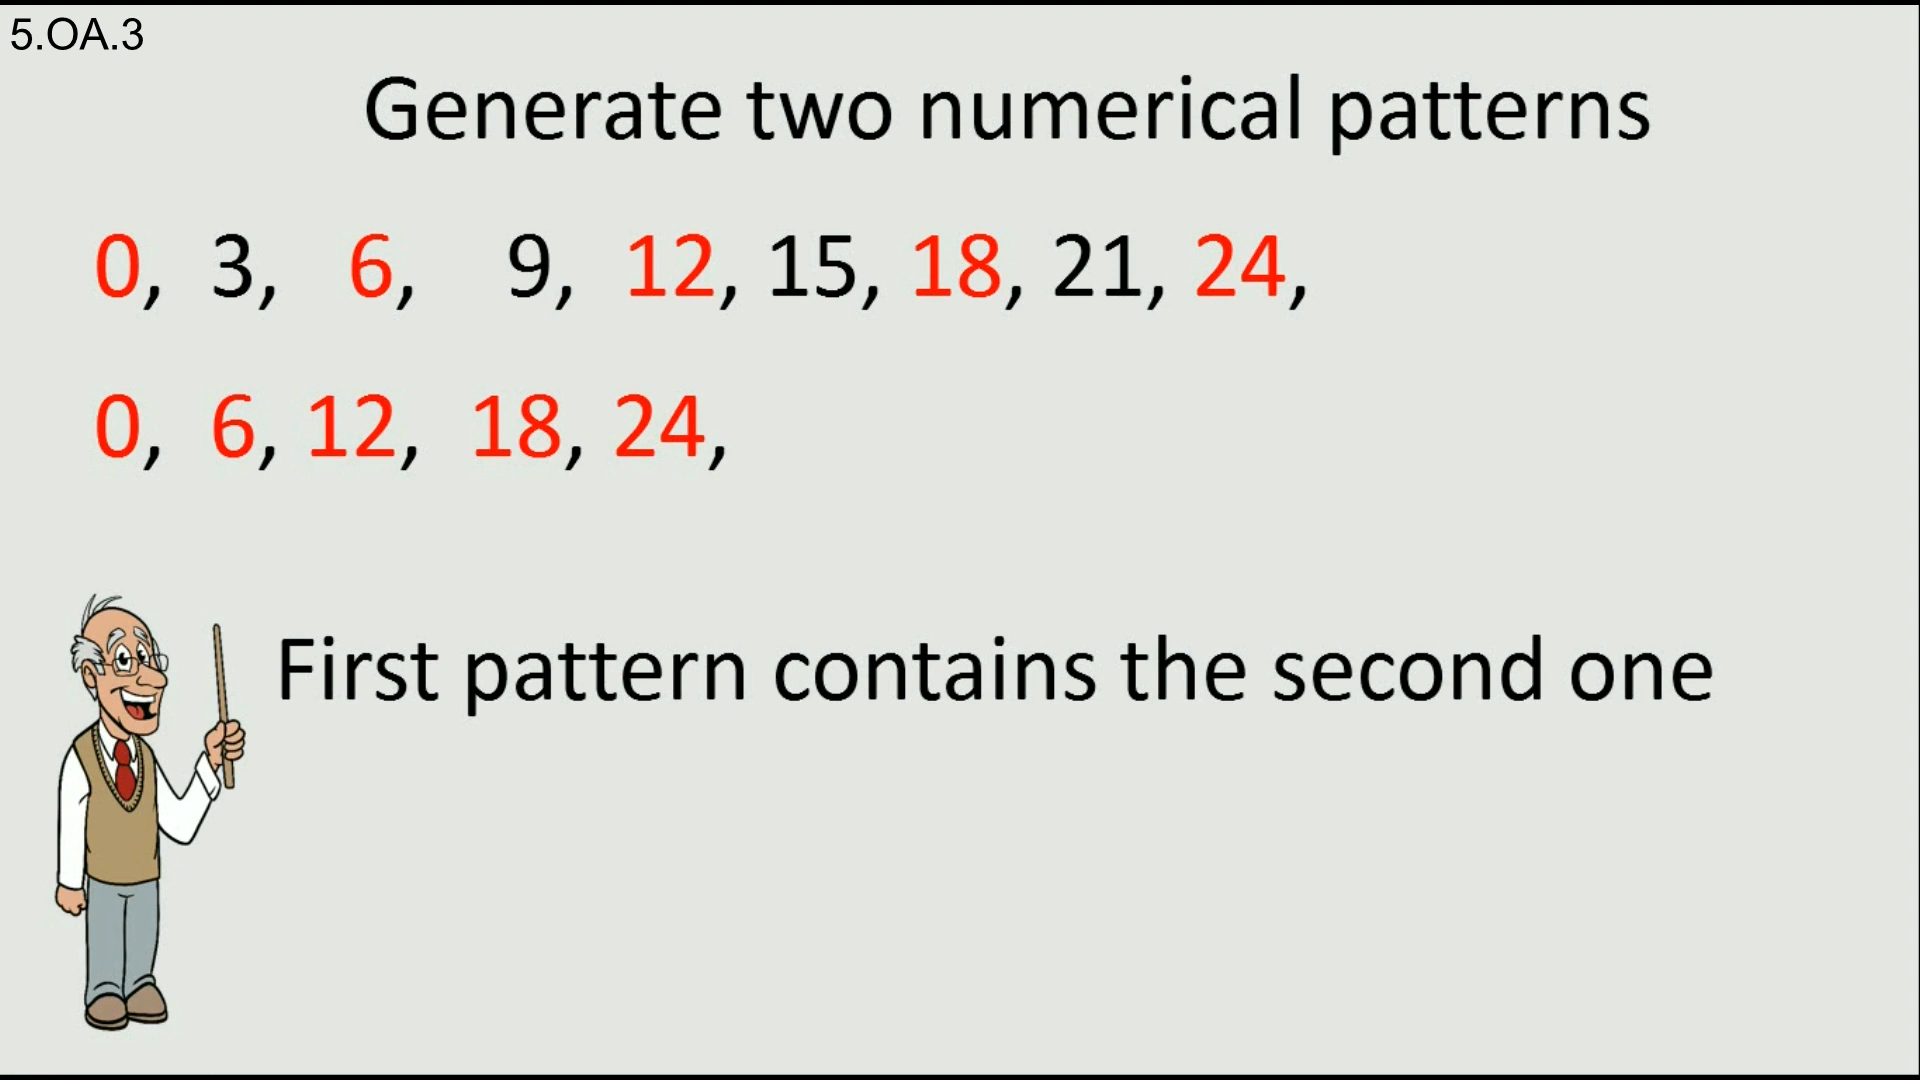 5.OA.3
Generate two numerical patterns
0, 3, 6, 9, 12, 15, 18, 21, 24,
0, 6, 12, 18, 24,
First pattern contains the second one